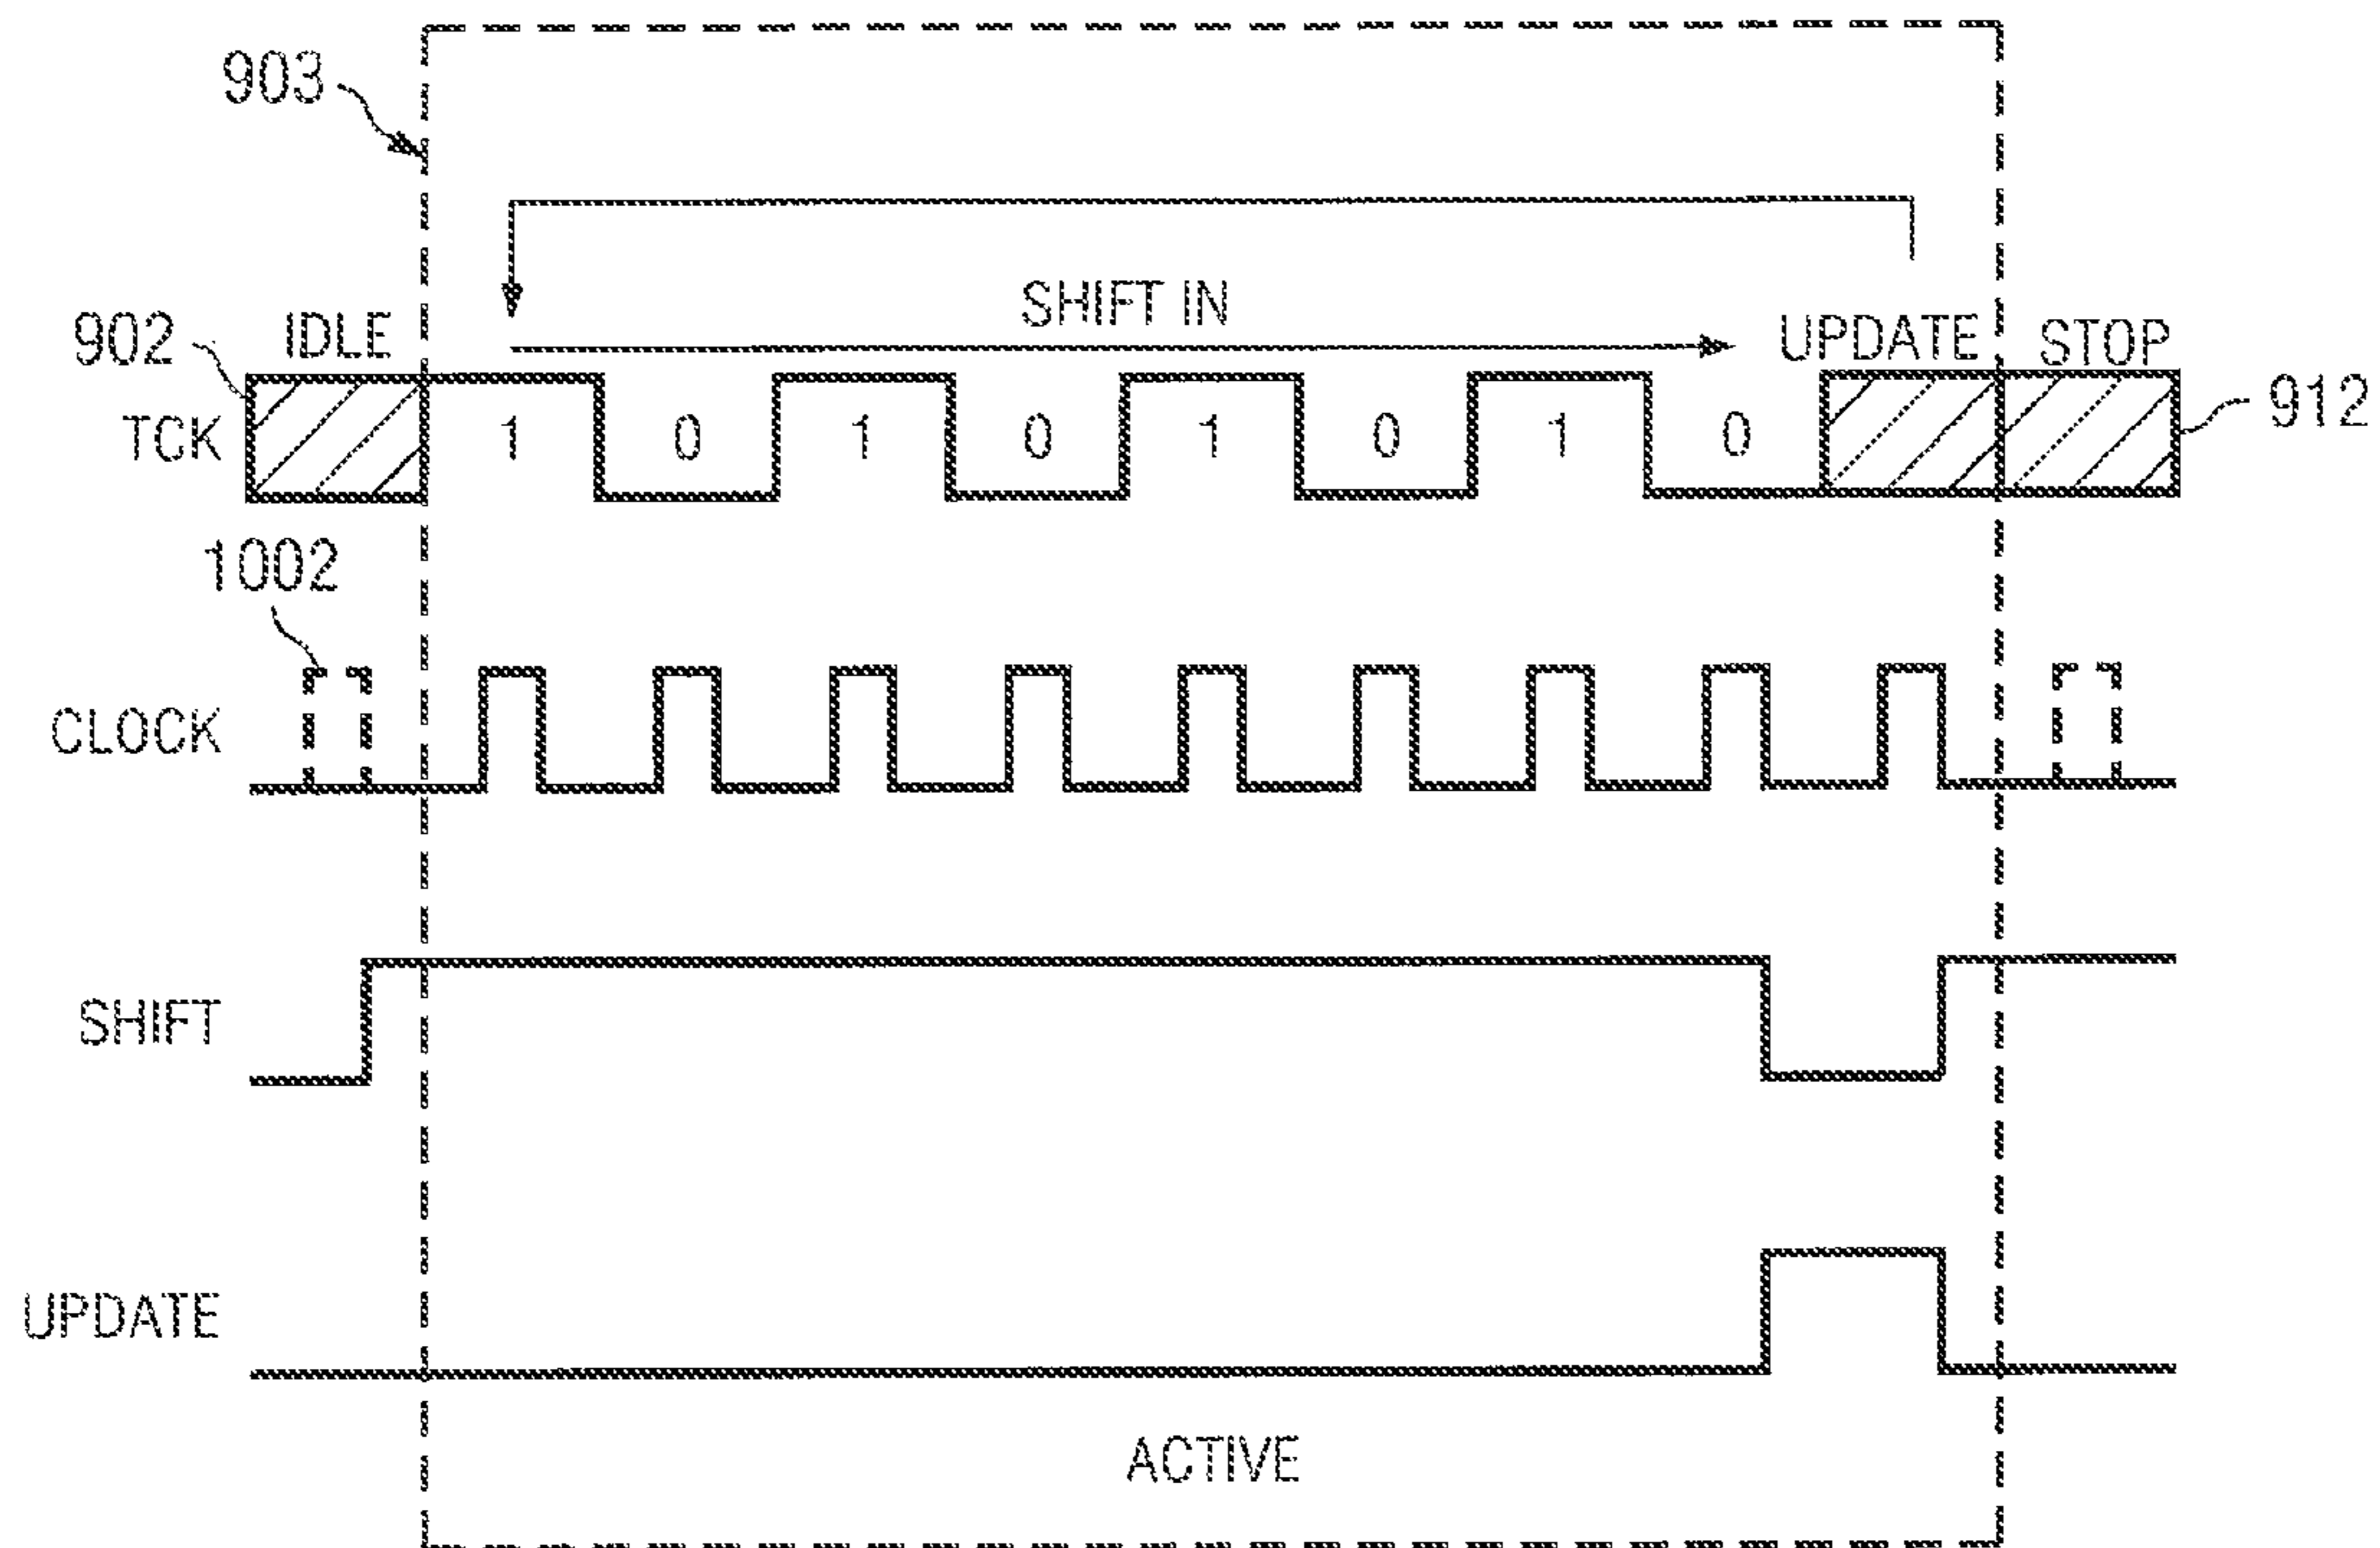 903
SHIFT IN
902
IDLE
UPDATE
STOP
912
TCK
1 0 1 0 1 0 1 0
1002
CLOCK
SHIFT
UPDATE
ACTIVE